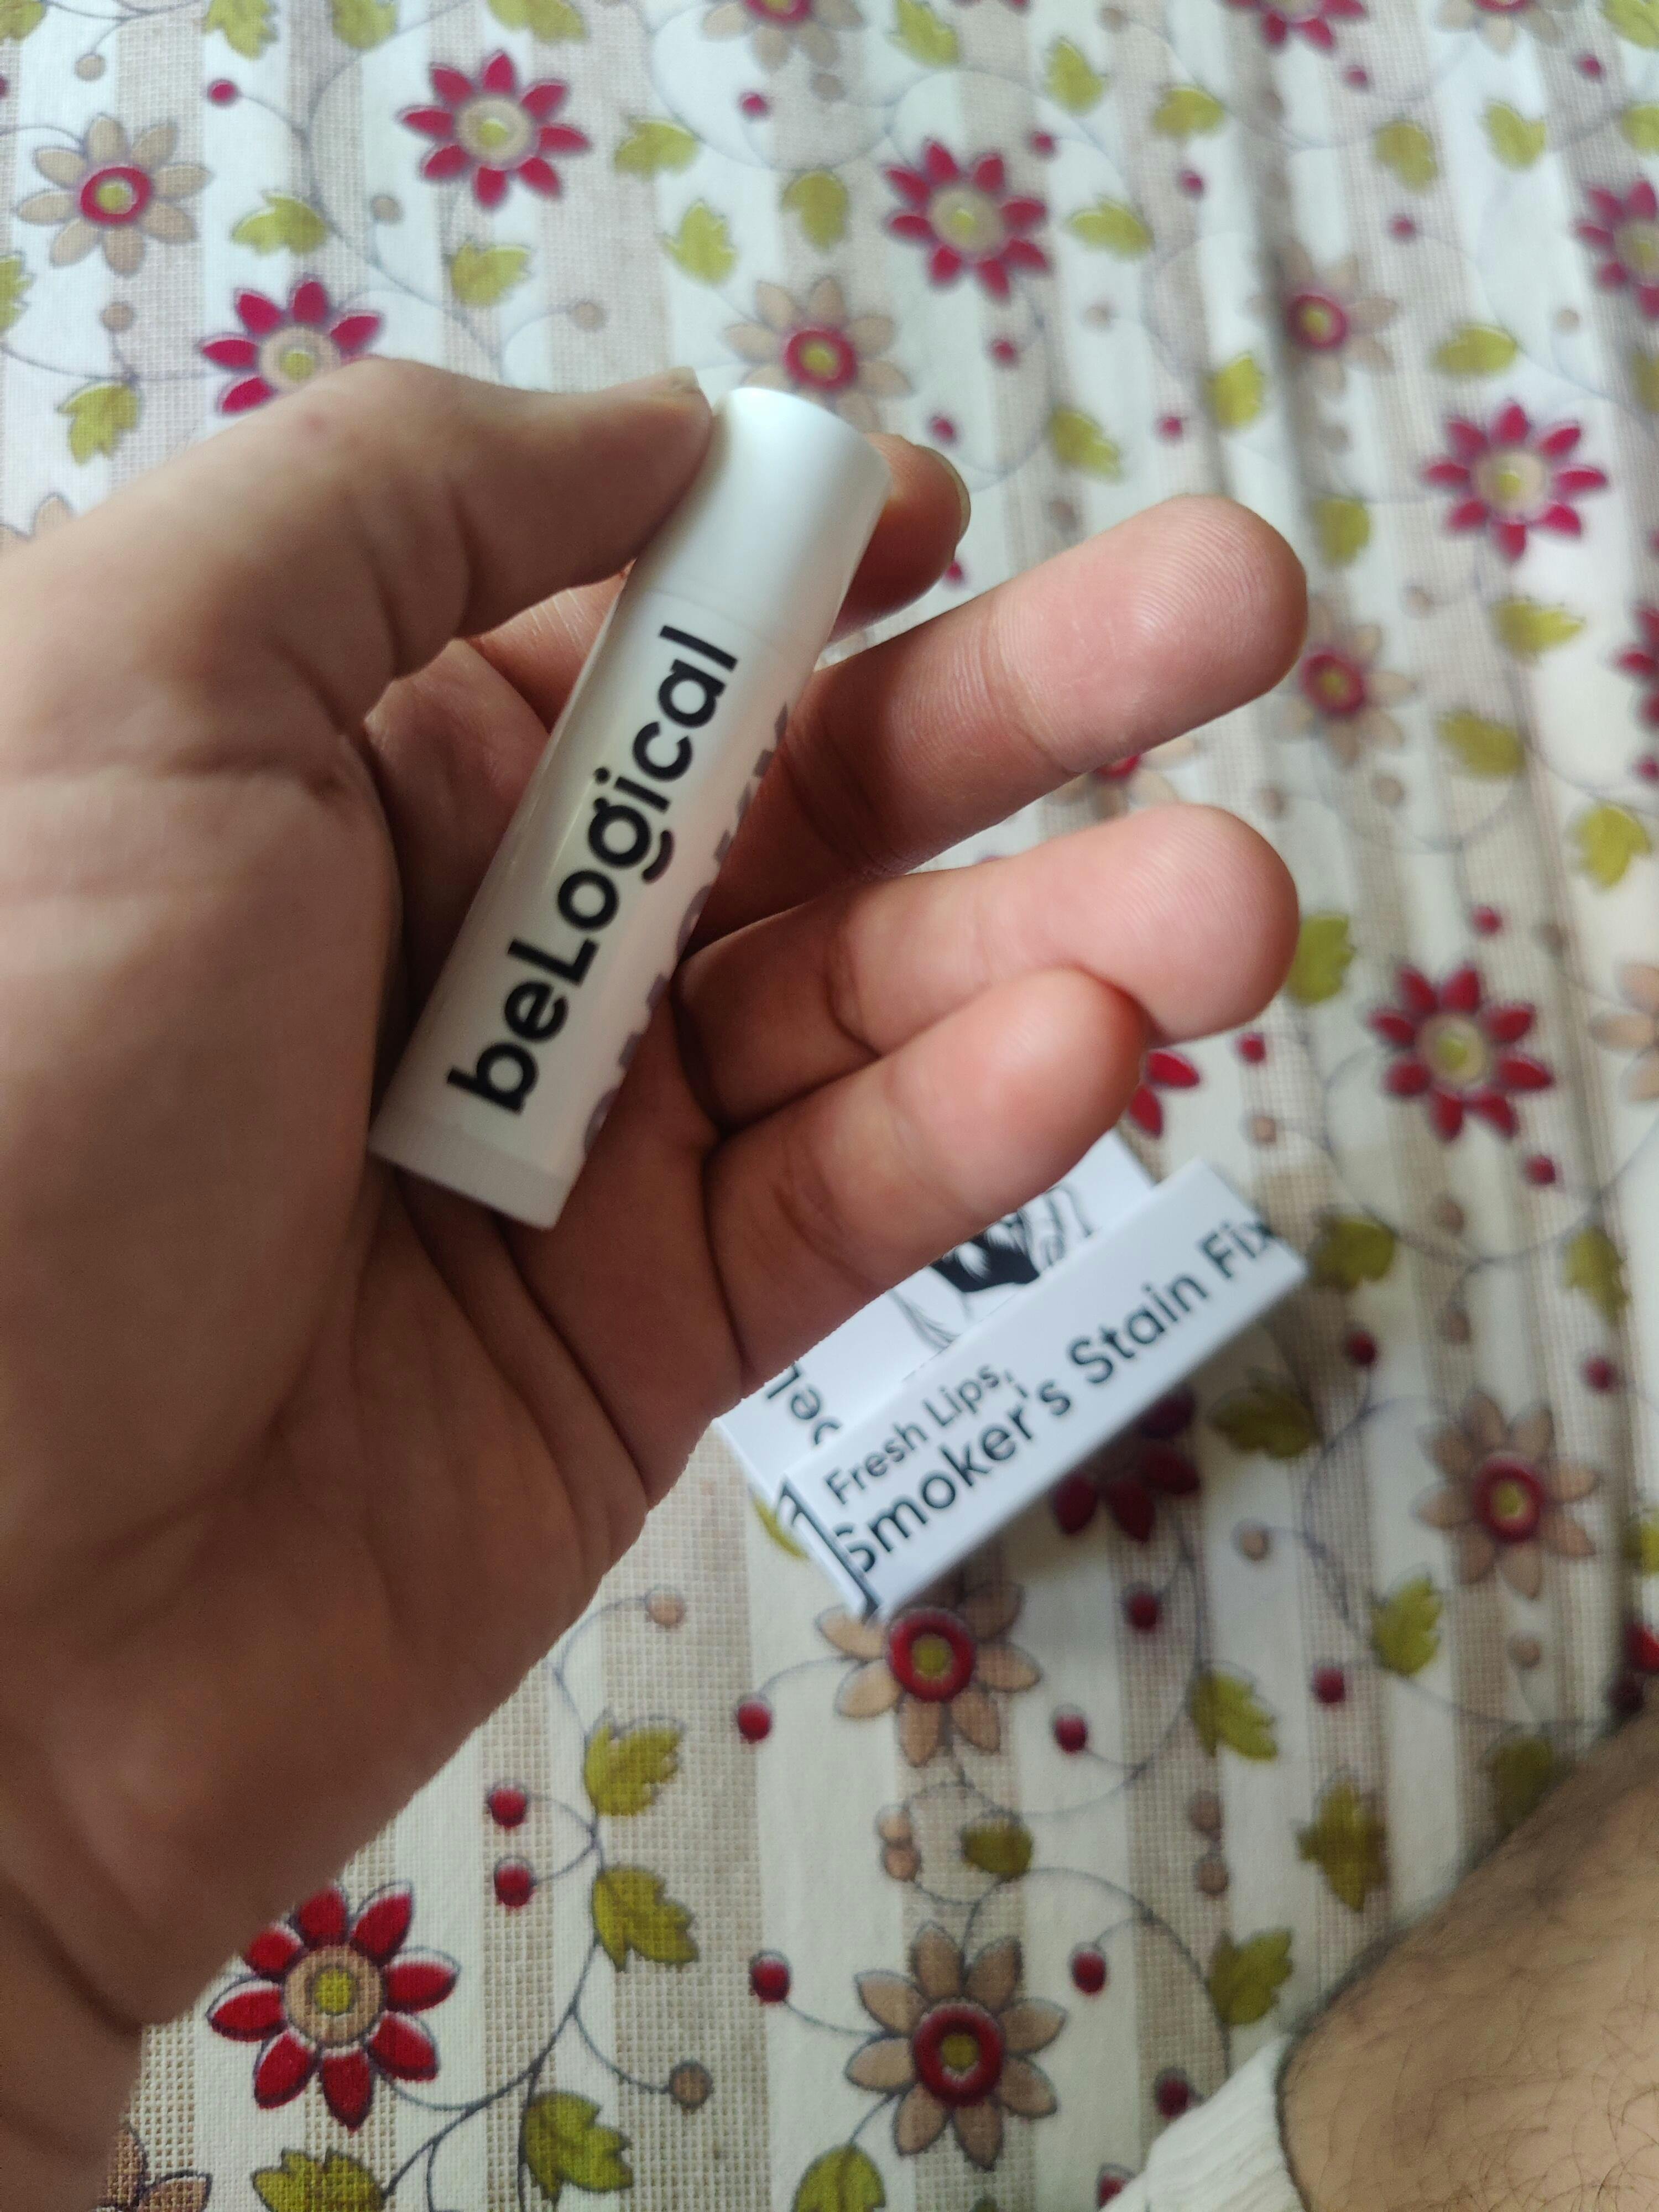 beLogical
Fresh Lips,
Smoker's Stain Fix